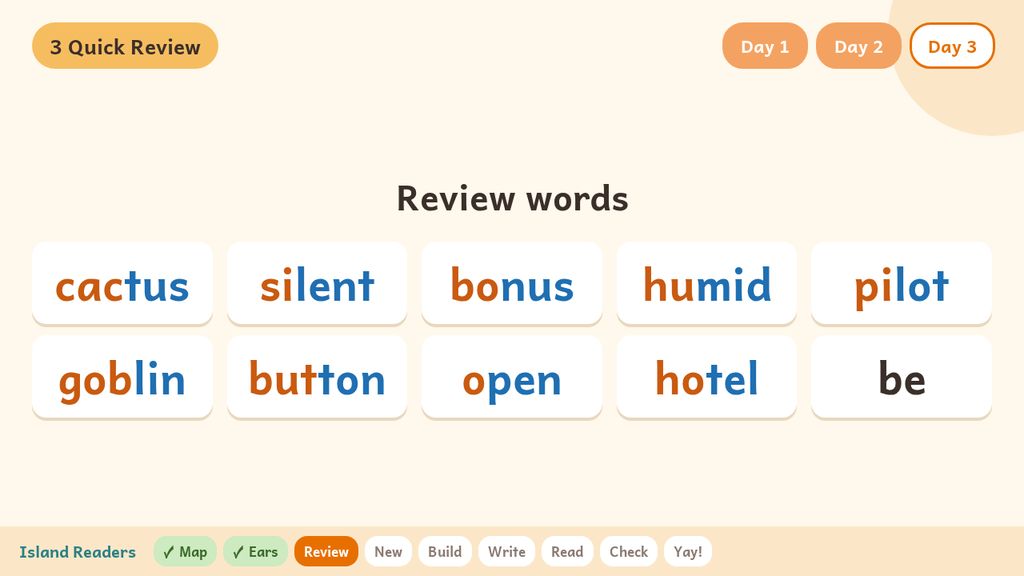 3 Quick Review
Day 1 Day 2 Day 3
Review words
cactus silent bonus humid pilot
goblin button open hotel be
Island Readers ✓ Map ✓ Ears Review New Build Write Read Check Yay!